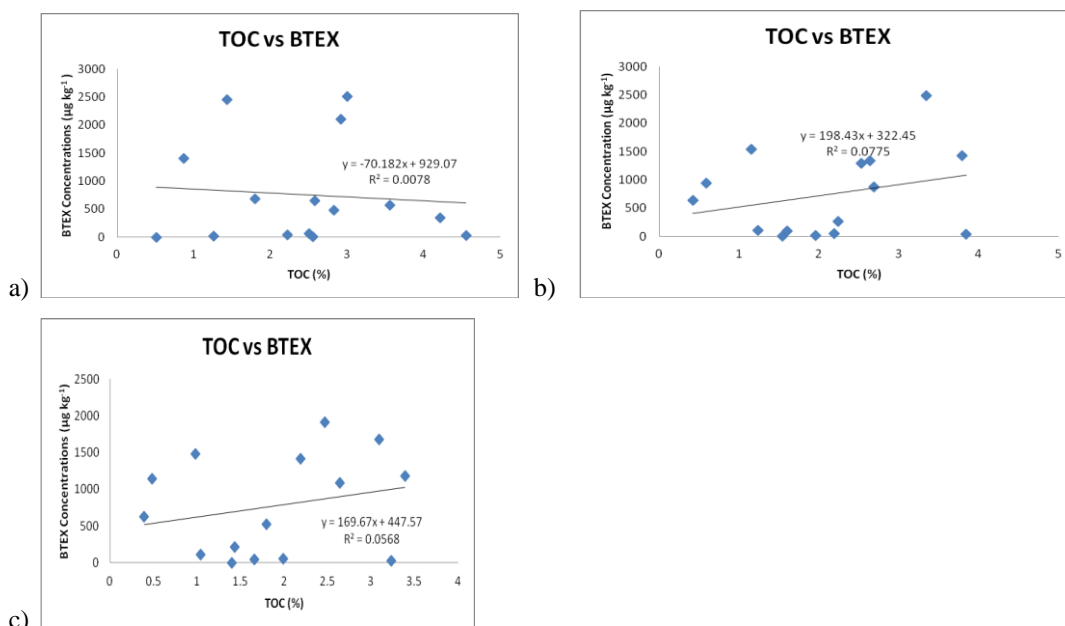 TOC vs BTEX
BTEX Concentrations (µg kg⁻¹)
3000
2500
2000
1500
1000
500
0
y = -70.182x + 929.07
R² = 0.0078
0 1 2 3 4 5
TOC (%)
a)
TOC vs BTEX
BTEX Concentration (µg kg⁻¹)
3000
2500
2000
1500
1000
500
0
y = 198.43x + 322.45
R² = 0.0775
0 1 2 3 4 5
TOC (%)
b)
TOC vs BTEX
BTEX Concentrations (µg kg⁻¹)
2500
2000
1500
1000
500
0
y = 169.67x + 447.57
R² = 0.0568
0 0.5 1 1.5 2 2.5 3 3.5 4
TOC (%)
c)